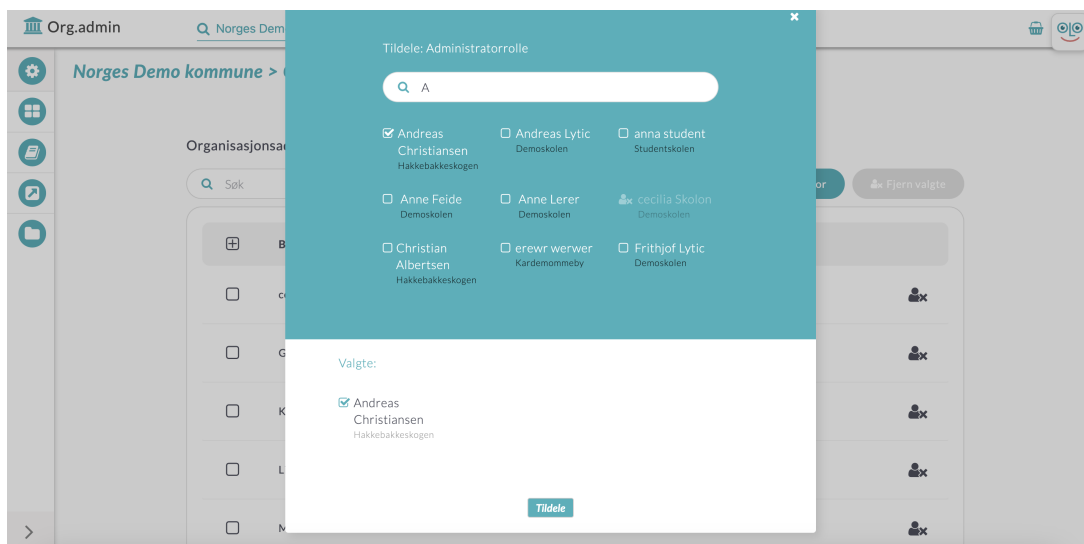 Org.admin
Norges Dem
Norges Demo kommune >
Organisasjonsa
Søk
or
Fjern valgte
B
c
G
K
L
M
Tildele: Administratorrolle
A
Andreas
Christiansen
Hakkebakkeskogen
Andreas Lytic
Demoskolen
anna student
Studentskolen
Anne Feide
Demoskolen
Anne Lerer
Demoskolen
cecilia Skolon
Demoskolen
Christian
Albertsen
Hakkebakkeskogen
erewr werwer
Kardemommeby
Frithjof Lytic
Demoskolen
Valgte:
Andreas
Christiansen
Hakkebakkeskogen
Tildele